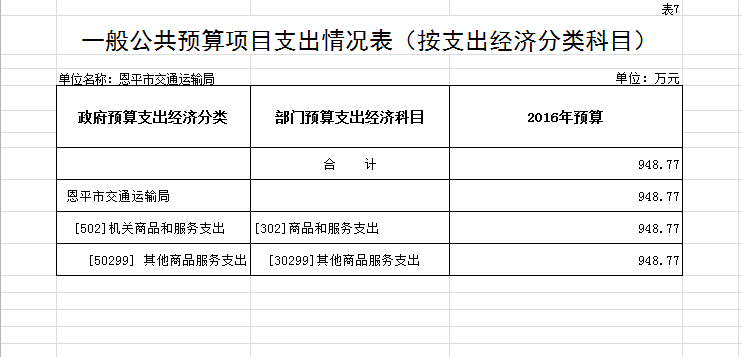 表7
一般公共预算项目支出情况表（按支出经济分类科目）
单位名称：恩平市交通运输局 单位：万元
政府预算支出经济分类 部门预算支出经济科目 2016年预算
合 计 948.77
恩平市交通运输局 948.77
[502]机关商品和服务支出 [302]商品和服务支出 948.77
[50299] 其他商品服务支出 [30299]其他商品服务支出 948.77